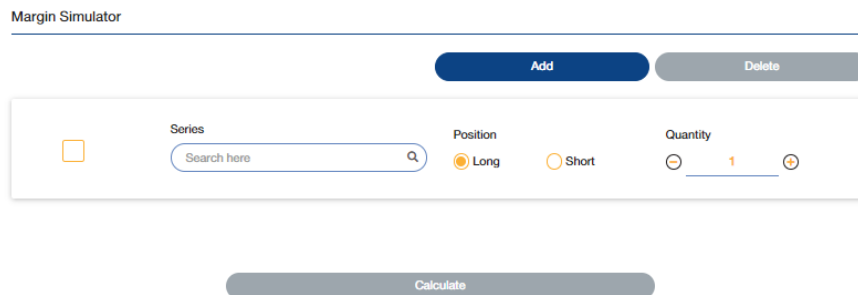 Margin Simulator
Add
Delete
Series
Position
Quantity
Search here
Long
Short
1
Calculate